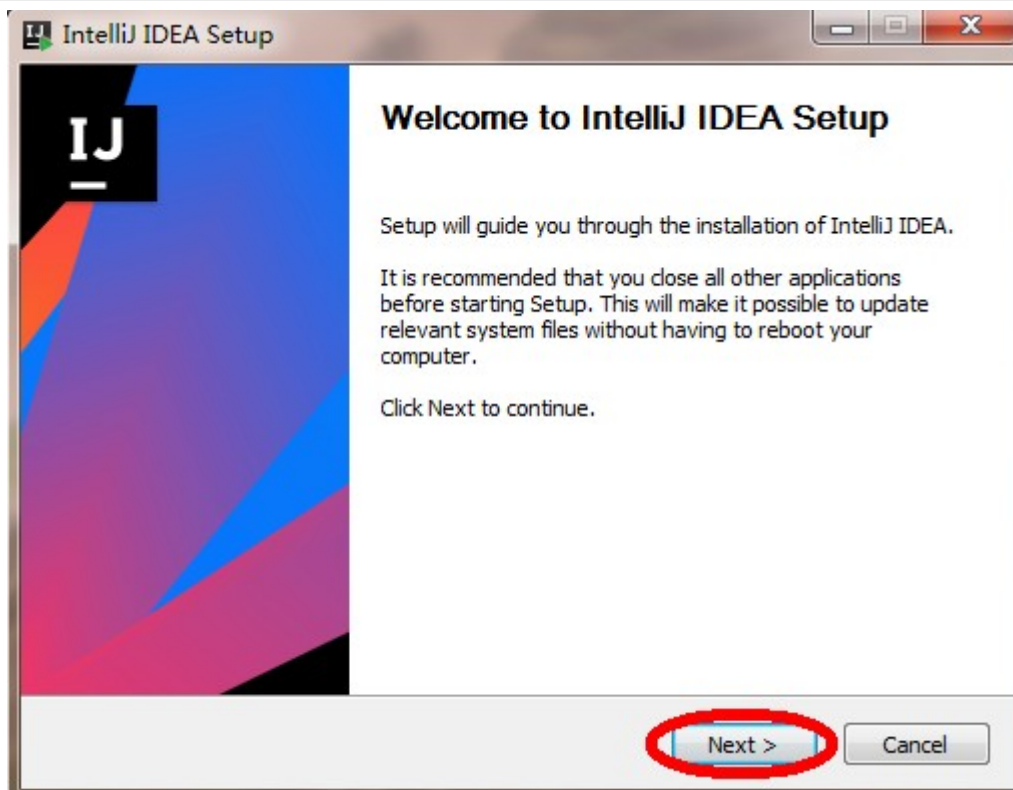 IntelliJ IDEA Setup
IJ
Welcome to IntelliJ IDEA Setup
Setup will guide you through the installation of IntelliJ IDEA.
It is recommended that you close all other applications
before starting Setup. This will make it possible to update
relevant system files without having to reboot your
computer.
Click Next to continue.
Next >
Cancel